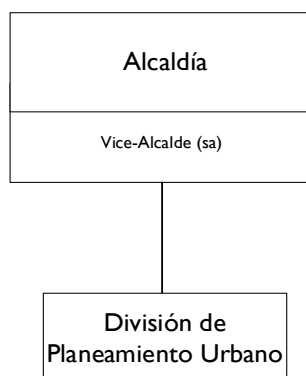 Alcaldía
Vice-Alcalde (sa)
División de
Planeamiento Urbano